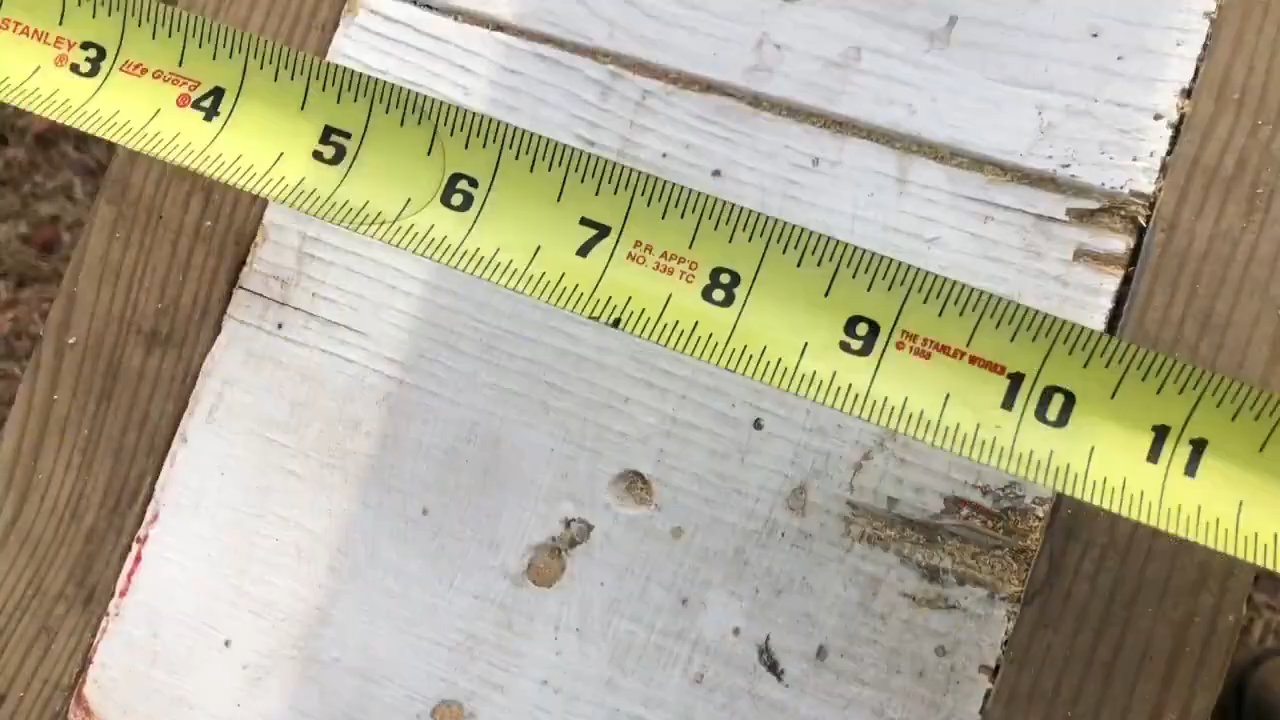 STANLEY
®
3
Life Guard
®
4
5
6
7
P.R. APP'D
NO. 339 TC
8
9
THE STANLEY WORKS
© 1988
10
11